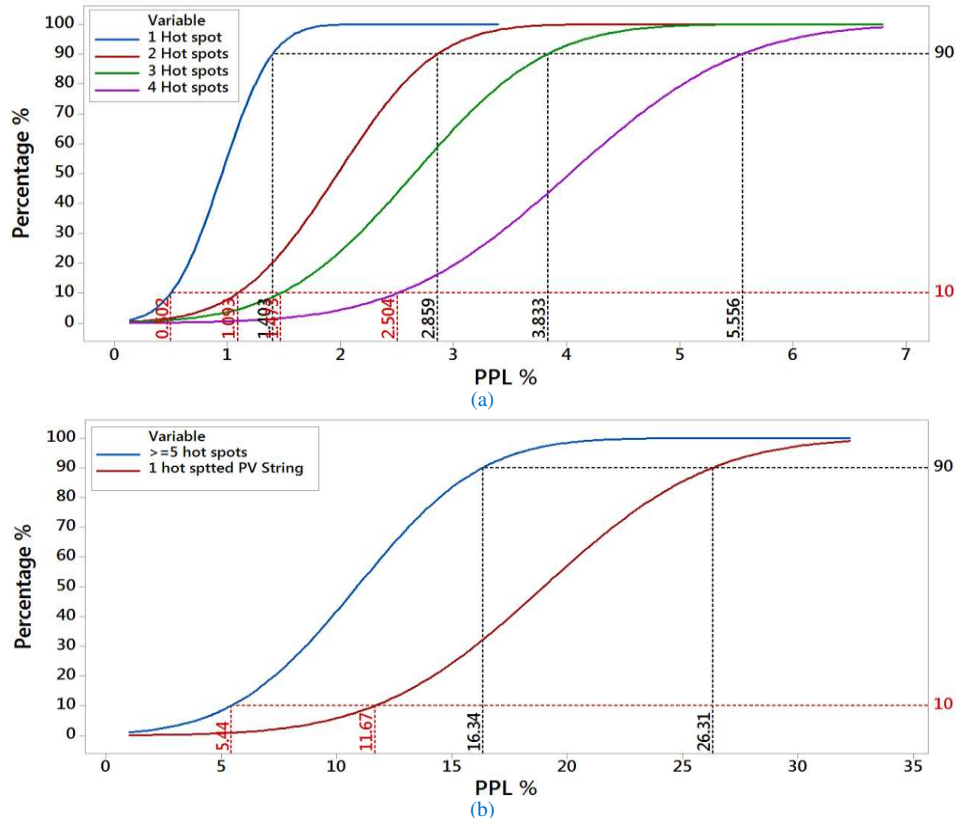 Variable
1 Hot spot
2 Hot spots
3 Hot spots
4 Hot spots
Percentage %
100
90
80
70
60
50
40
30
20
10
0
90
10
1.093
1.403
2.504
2.859
3.833
5.556
0 1 2 3 4 5 6 7
PPL %
(a)
Variable
>=5 hot spots
1 hot sptted PV String
Percentage %
100
90
80
70
60
50
40
30
20
10
0
90
10
5.44
11.67
16.34
26.31
0 5 10 15 20 25 30 35
PPL %
(b)